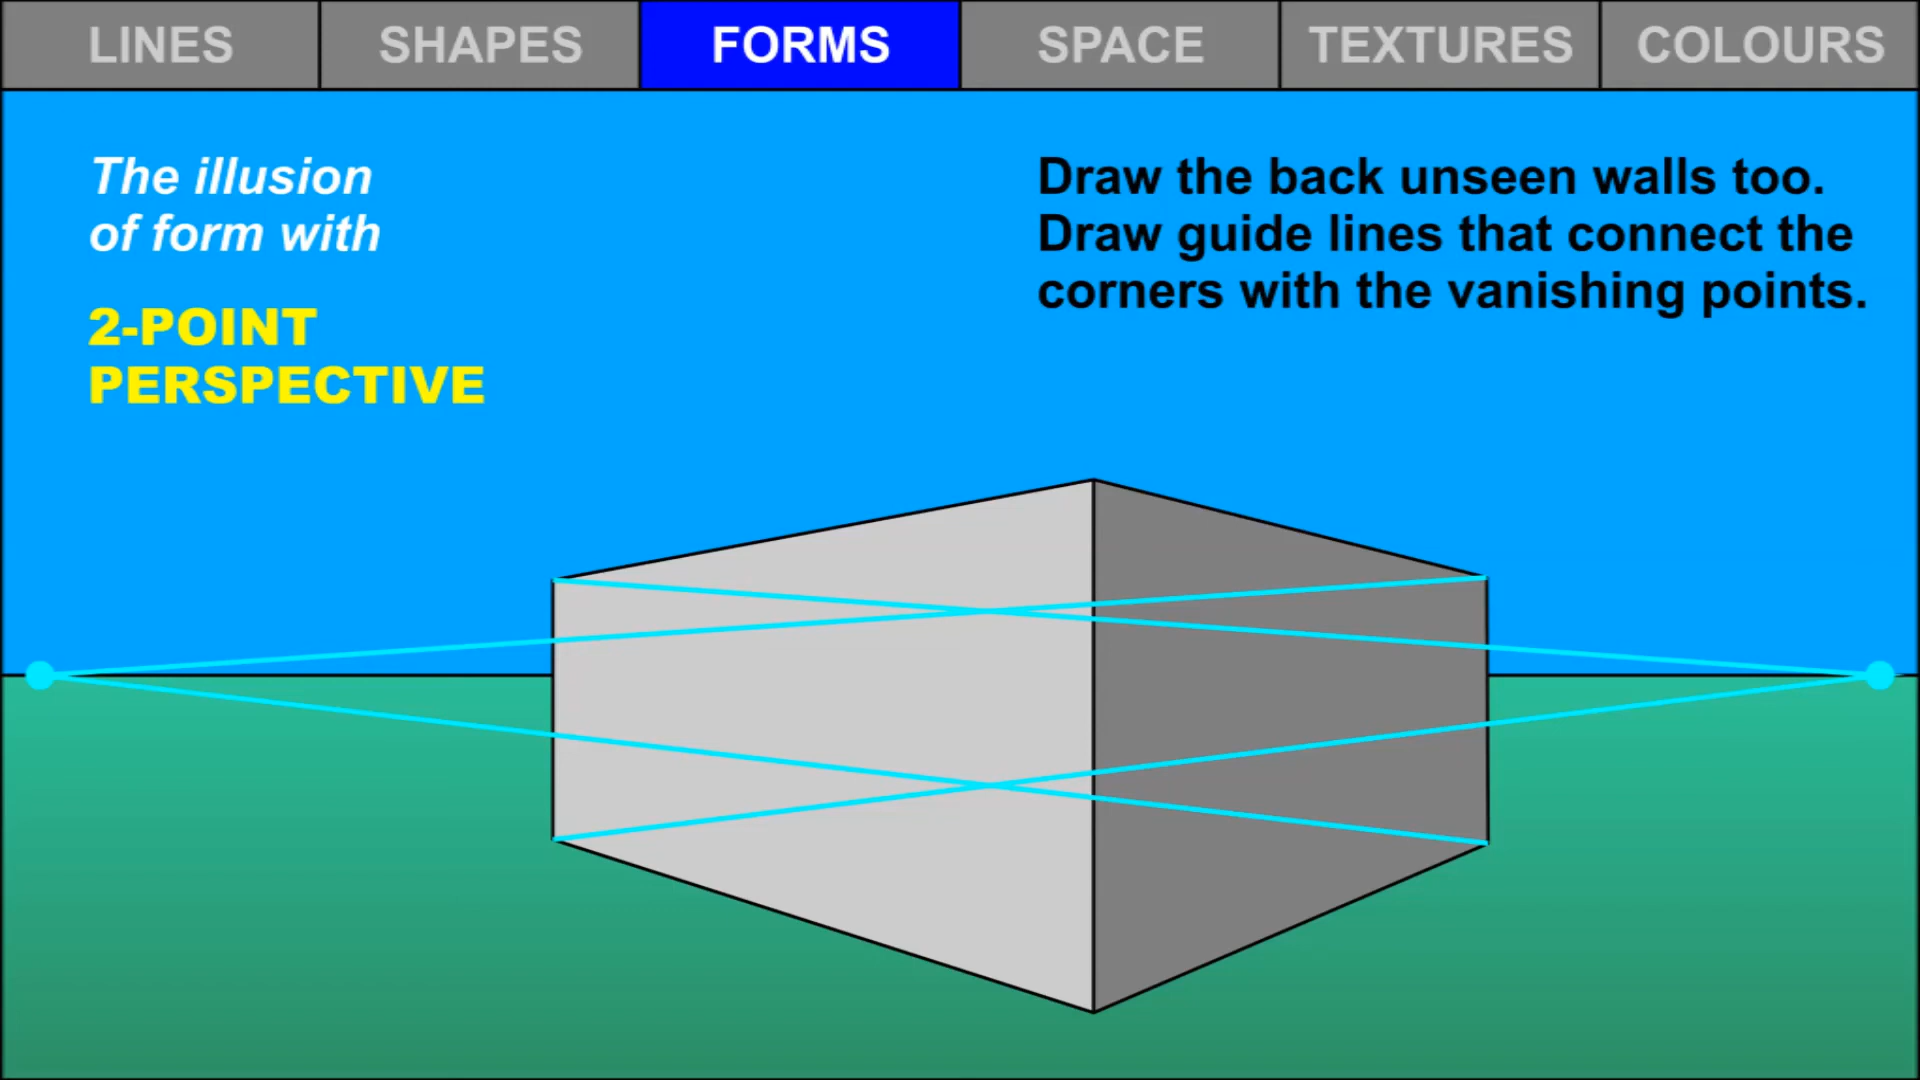 LINES
SHAPES
FORMS
SPACE
TEXTURES
COLOURS
The illusion
of form with
2-POINT
PERSPECTIVE
Draw the back unseen walls too.
Draw guide lines that connect the
corners with the vanishing points.